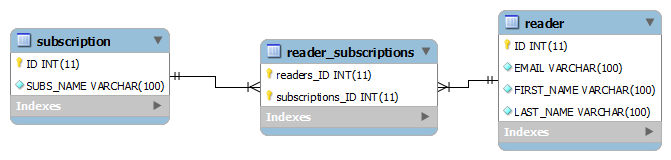 subscription
ID INT(11)
SUBS_NAME VARCHAR(100)
Indexes
reader_subscriptions
readers_ID INT(11)
subscriptions_ID INT(11)
Indexes
reader
ID INT(11)
EMAIL VARCHAR(100)
FIRST_NAME VARCHAR(100)
LAST_NAME VARCHAR(100)
Indexes